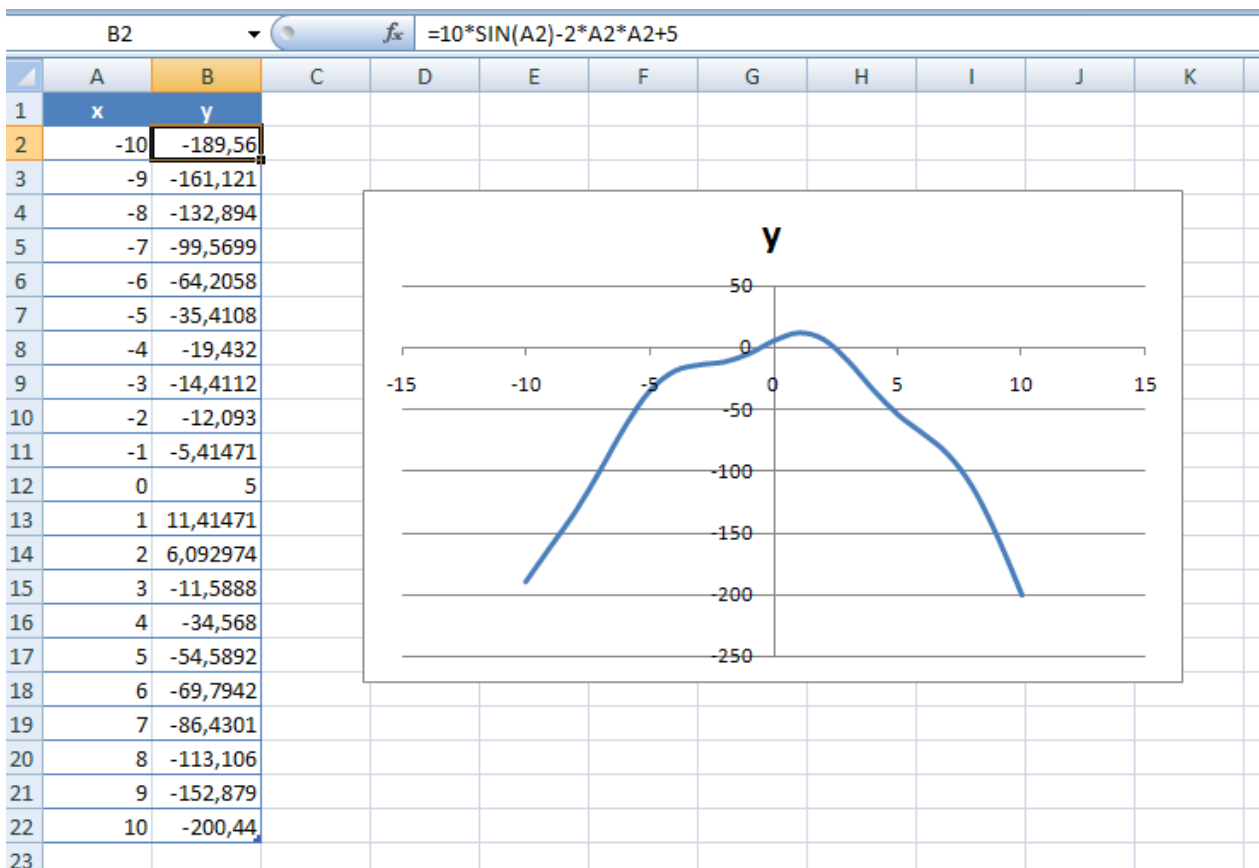 B2 fx =10*SIN(A2)-2*A2*A2+5
A B C D E F G H I J K
1 x y
2 -10 -189,56
3 -9 -161,121
4 -8 -132,894
5 -7 -99,5699
6 -6 -64,2058
7 -5 -35,4108
8 -4 -19,432
9 -3 -14,4112
10 -2 -12,093
11 -1 -5,41471
12 0 5
13 1 11,41471
14 2 6,092974
15 3 -11,5888
16 4 -34,568
17 5 -54,5892
18 6 -69,7942
19 7 -86,4301
20 8 -113,106
21 9 -152,879
22 10 -200,44
23
y
50
0
-15 -10 -5 0 5 10 15
-50
-100
-150
-200
-250